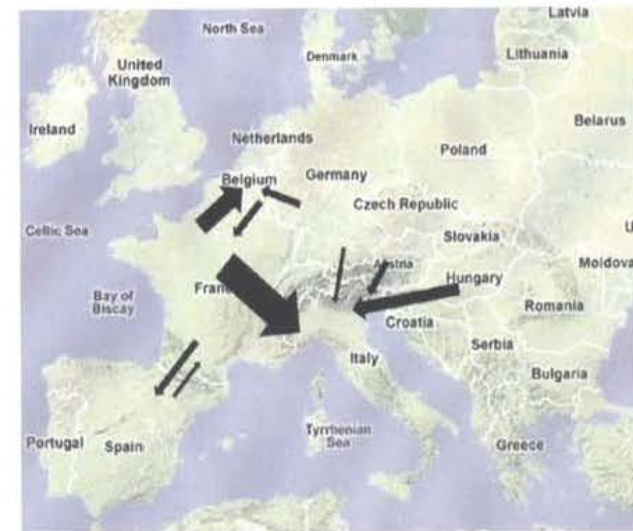 Latvia
North Sea
Denmark
Lithuania
United
Kingdom
Ireland
Belarus
Netherlands
Poland
Belgium
Germany
Czech Republic
Celtic Sea
Slovakia
U
Austria
Moldova
Hungary
Bay of
Biscay
Franc
Romania
Croatia
Serbia
Italy
Bulgaria
Portugal
Spain
Tyrrhenian
Sea
Greece